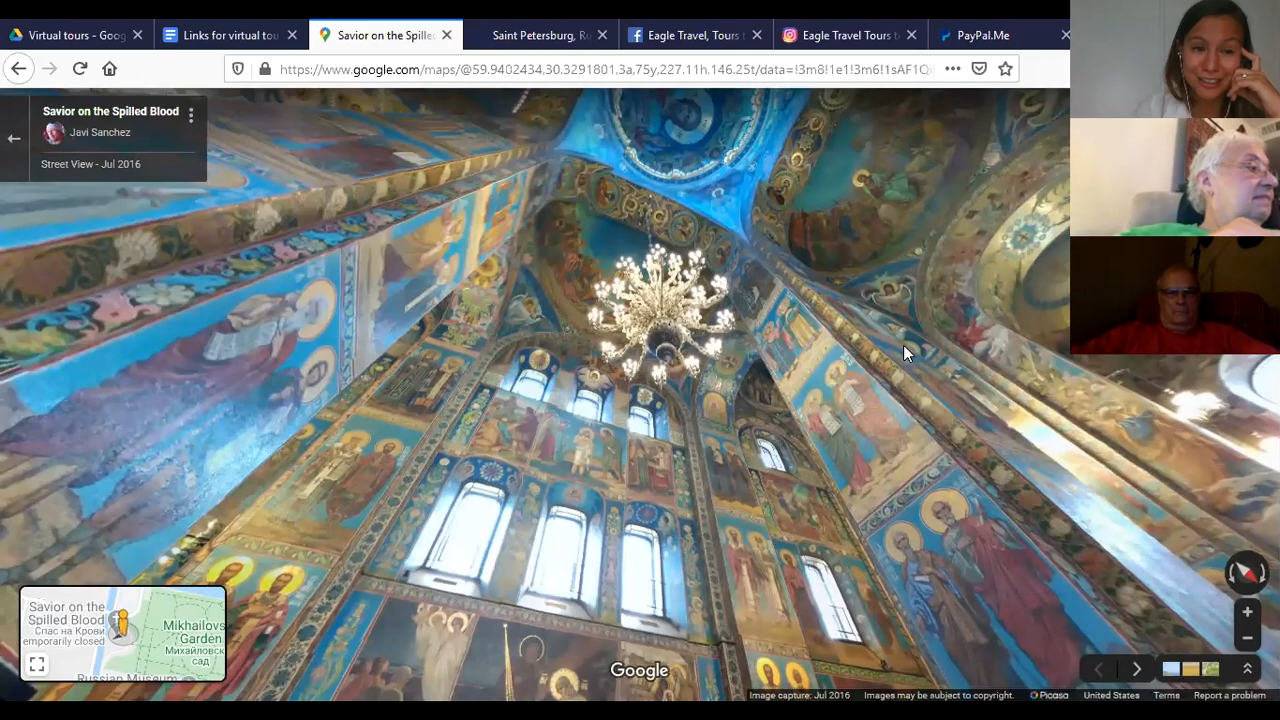 Virtual tours - Goog
Links for virtual tou
Savior on the Spille
Saint Petersburg, Ru
Eagle Travel, Tours t
Eagle Travel Tours t
PayPal.Me
https://www.google.com/maps/@59.9402434,30.3291801,3a,75y,227.11h,146.25t/data=!3m8!1e1!3m6!1sAF1Q
Savior on the Spilled Blood
Javi Sanchez
Street View - Jul 2016
Savior on the
Spilled Blood
Спас на Крови
emporarily closed
Mikhailovs
Garden
Михайловск
сад
Russian Museum
Google
Image capture: Jul 2016 Images may be subject to copyright. Picasa United States Terms Report a problem